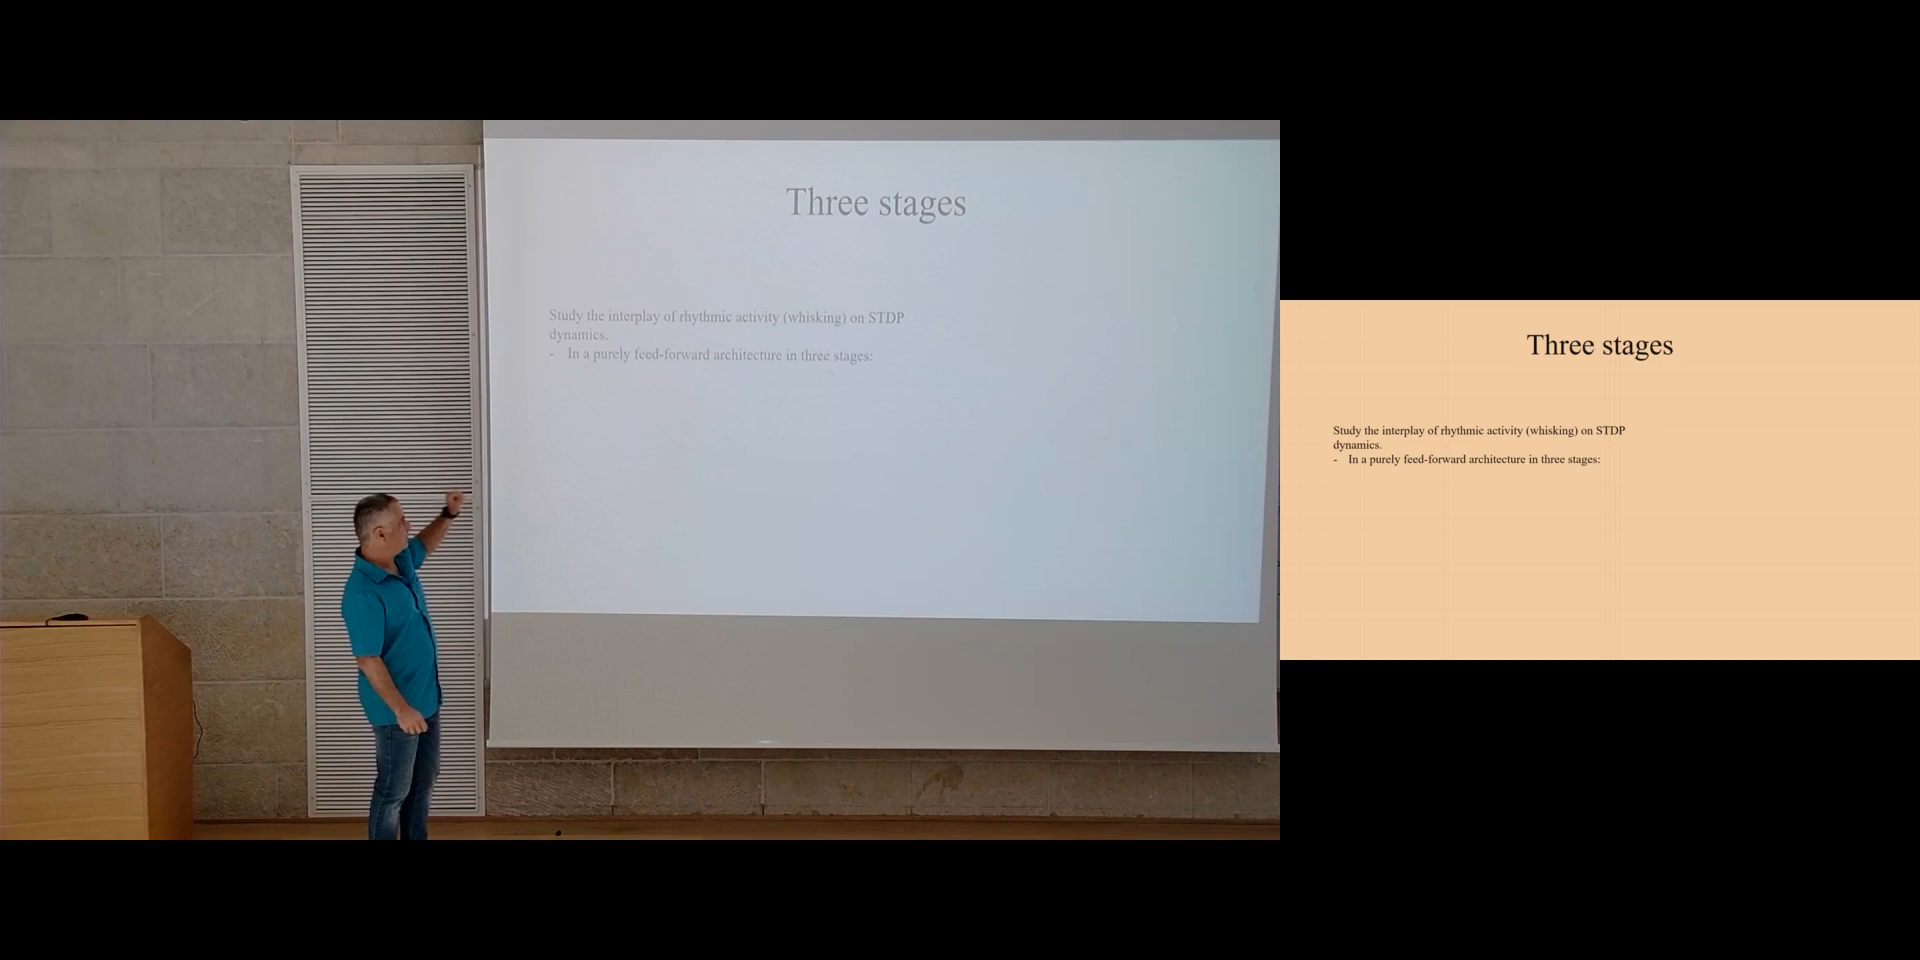 Three stages
Study the interplay of rhythmic activity (whisking) on STDP
dynamics.
- In a purely feed-forward architecture in three stages:
Three stages
Study the interplay of rhythmic activity (whisking) on STDP
dynamics.
- In a purely feed-forward architecture in three stages: